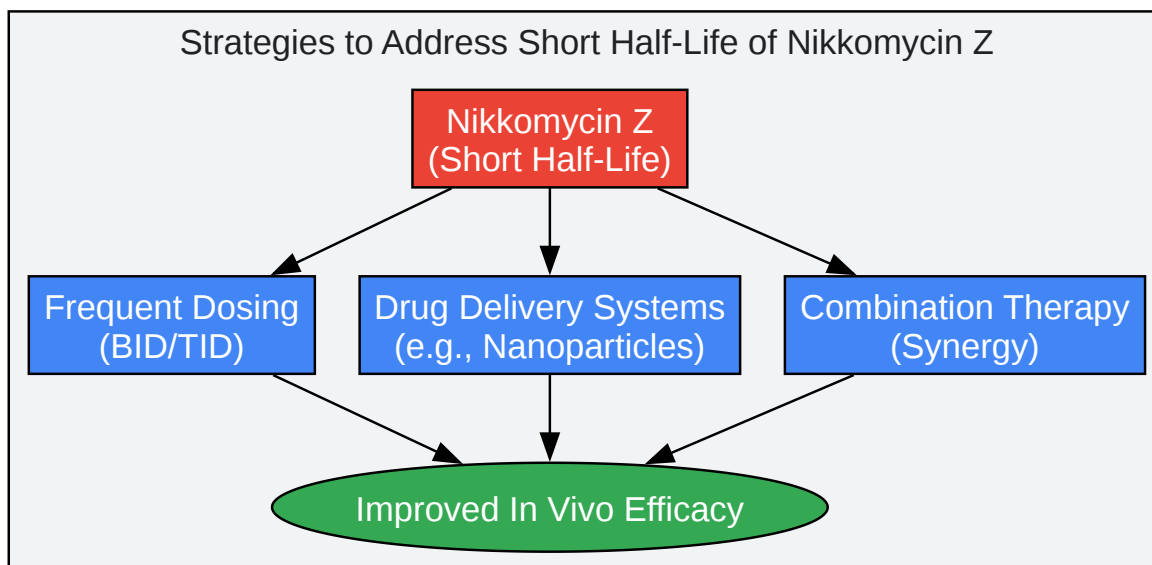 Strategies to Address Short Half-Life of Nikkomycin Z
Nikkomycin Z
(Short Half-Life)
Frequent Dosing
(BID/TID)
Drug Delivery Systems
(e.g., Nanoparticles)
Combination Therapy
(Synergy)
Improved In Vivo Efficacy